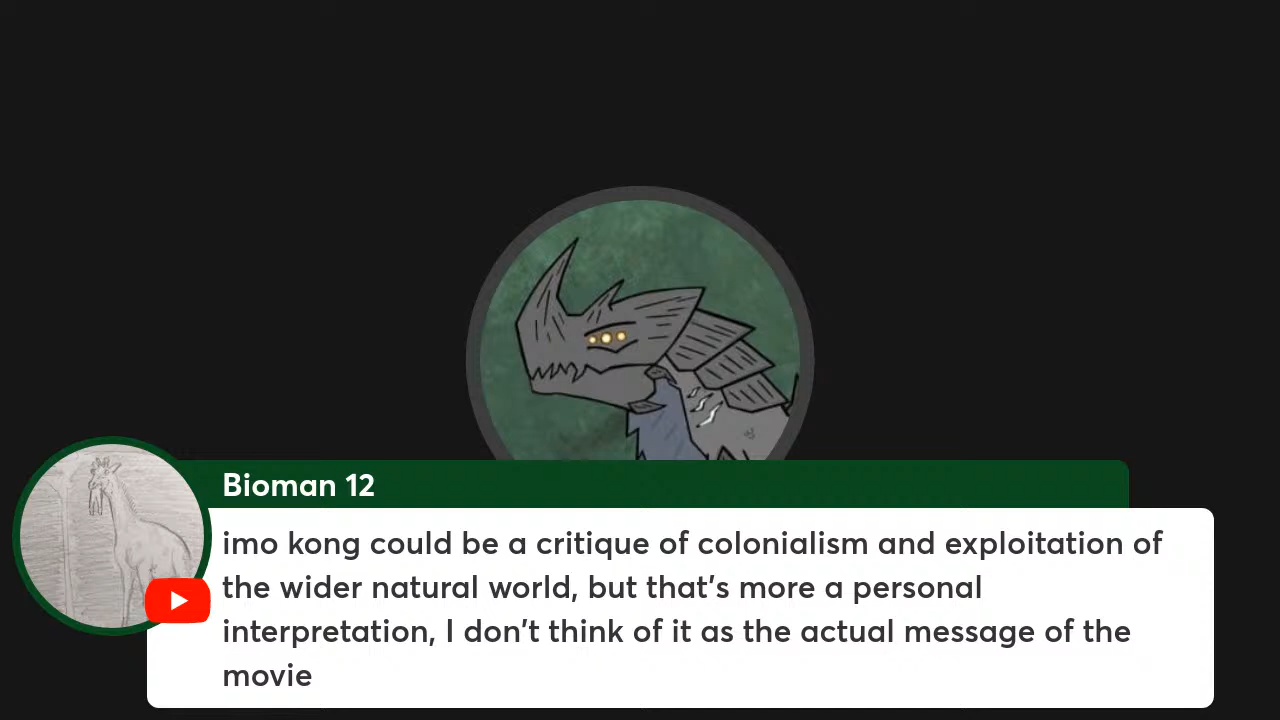 Bioman 12
imo kong could be a critique of colonialism and exploitation of
the wider natural world, but that's more a personal
interpretation, I don't think of it as the actual message of the
movie